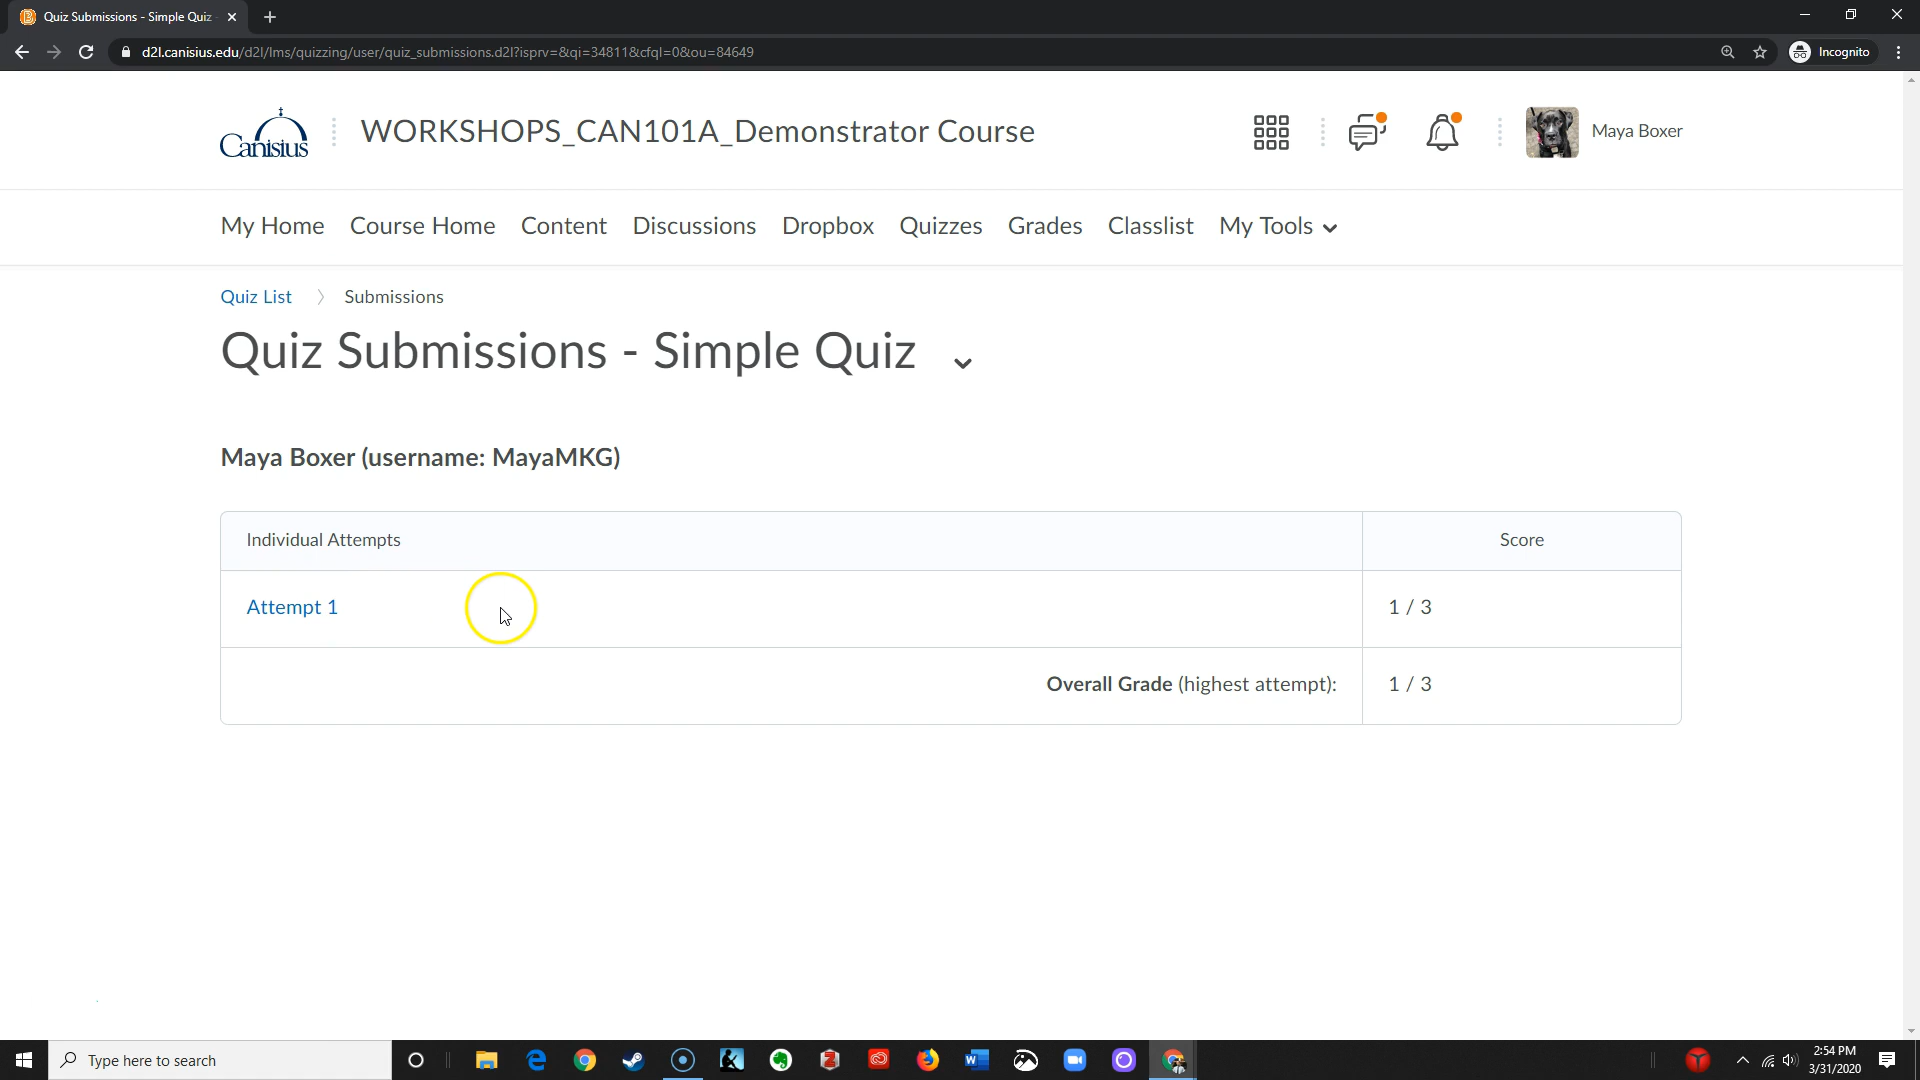 Quiz Submissions - Simple Quiz
d2l.canisius.edu/d2l/lms/quizzing/user/quiz_submissions.d2l?isprv=&qi=34811&cfql=0&ou=84649
Incognito
Canisius
WORKSHOPS_CAN101A_Demonstrator Course
Maya Boxer
My Home Course Home Content Discussions Dropbox Quizzes Grades Classlist My Tools
Quiz List Submissions
Quiz Submissions - Simple Quiz
Maya Boxer (username: MayaMKG)
Individual Attempts Score
Attempt 1 1 / 3
Overall Grade (highest attempt): 1 / 3
Type here to search
2:54 PM
3/31/2020